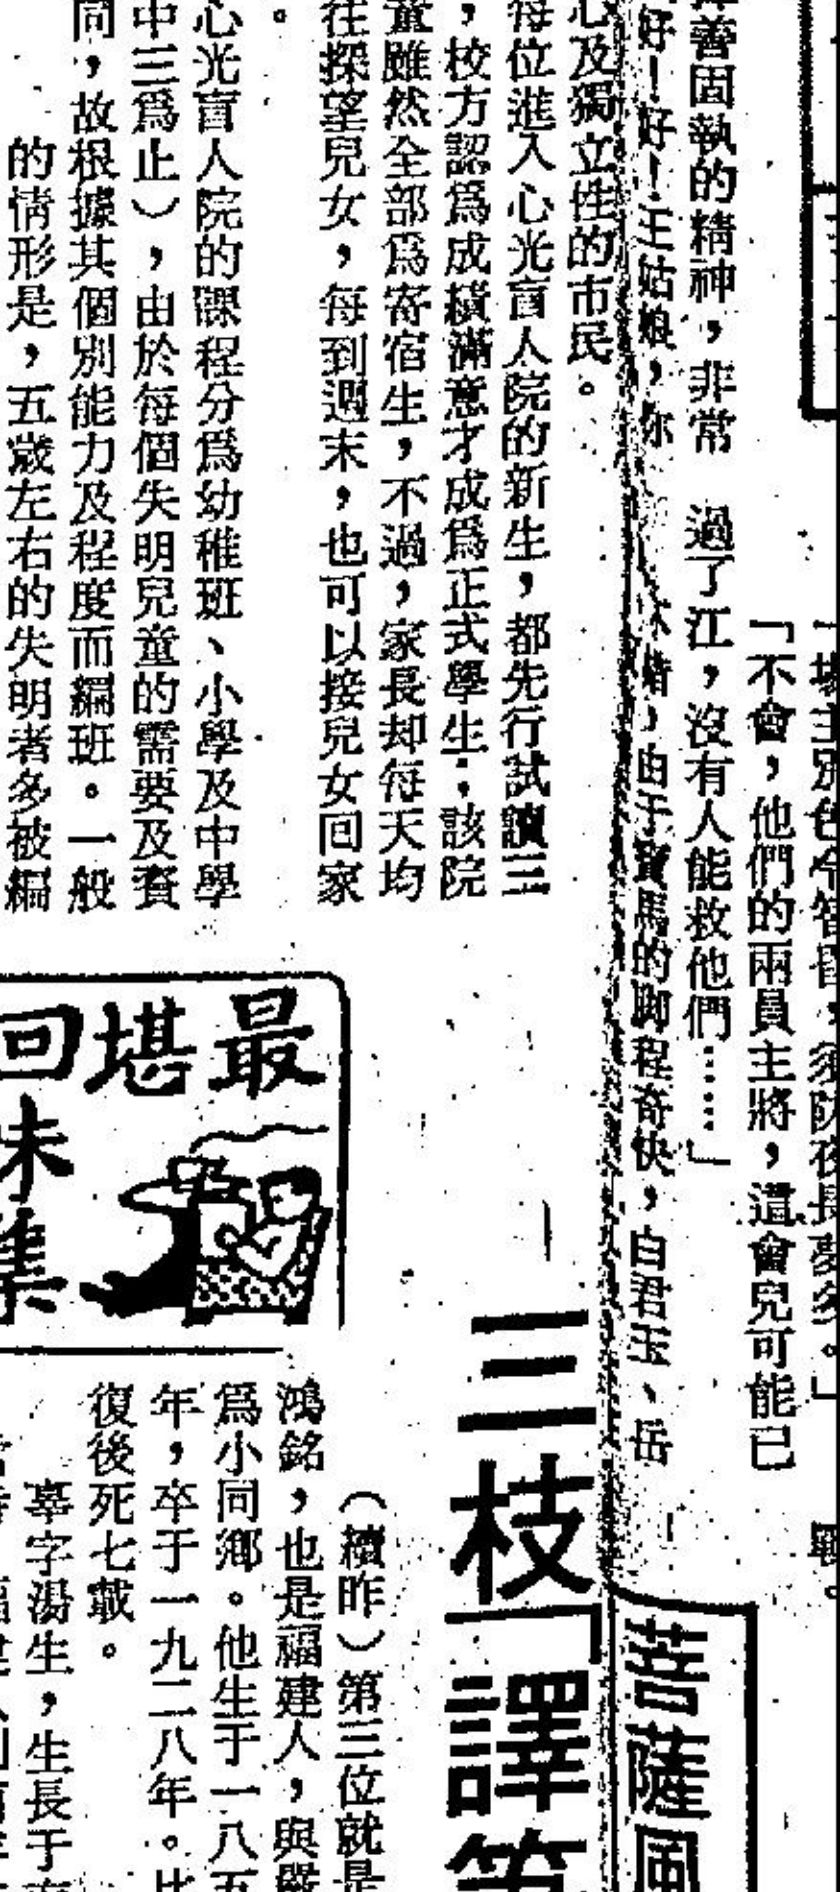 擇善固執的精神，非常
好！好！王姑娘，你
「不會，他們的兩員主將，這會兒可能已
過了江，沒有人能救他們……」
由于寶馬的脚程奇快，白君玉、岳
心及獨立性的市民。
每位進入心光盲人院的新生，都先行試讀三
，校方認爲成績滿意才成爲正式學生；該院
童雖然全部爲寄宿生，不過，家長却每天均
往探望兒女，每到週末，也可以接兒女回家
。
心光盲人院的課程分爲幼稚班、小學及中學
中三爲止），由於每個失明兒童的需要及資
同，故根據其個別能力及程度而編班。一般
的情形是，五歲左右的失明者多被編
菩薩風
三枝「譯筆
最堪回味集
（續昨）第三位就是
鴻銘，也是福建人，與嚴
爲小同鄉。他生于一八五
年，卒于一九二八年。比
復後死七載。
辜字湯生，生長于